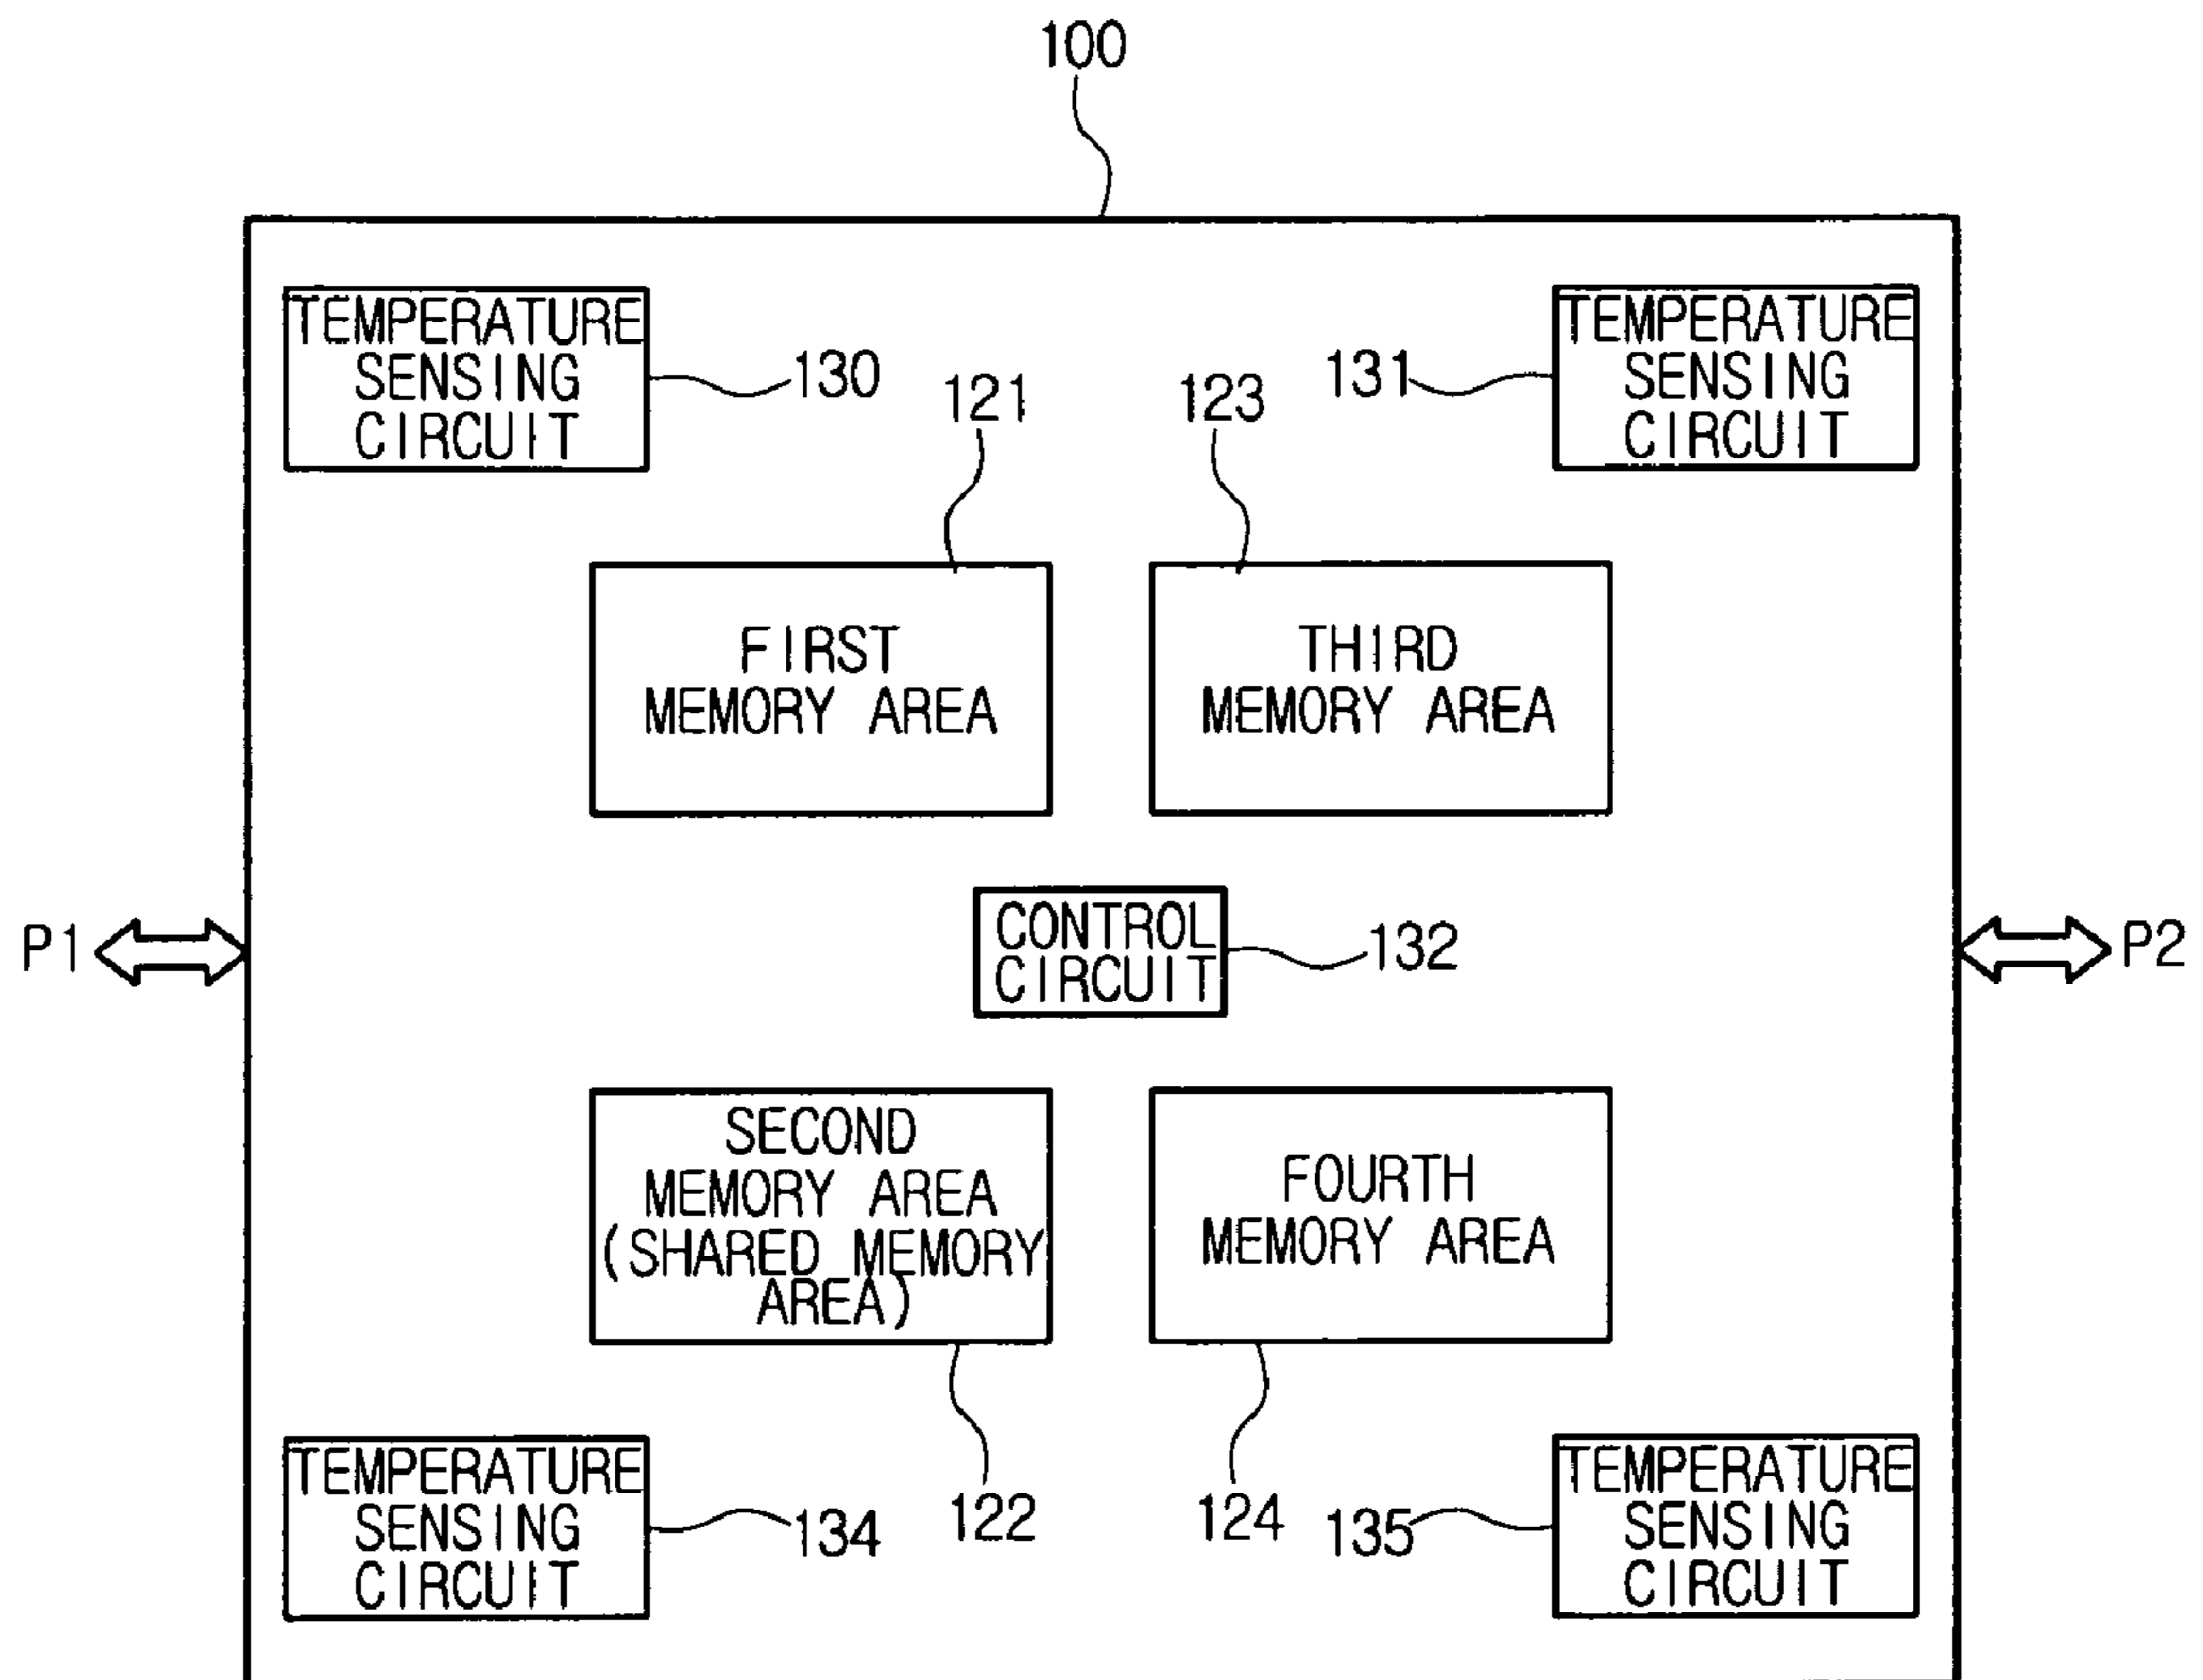 100
TEMPERATURE
SENSING
CIRCUIT
130
121
123
131
TEMPERATURE
SENSING
CIRCUIT
FIRST
MEMORY AREA
THIRD
MEMORY AREA
P1
CONTROL
CIRCUIT
132
P2
SECOND
MEMORY AREA
(SHARED MEMORY
AREA)
FOURTH
MEMORY AREA
TEMPERATURE
SENSING
CIRCUIT
134
122
124
135
TEMPERATURE
SENSING
CIRCUIT